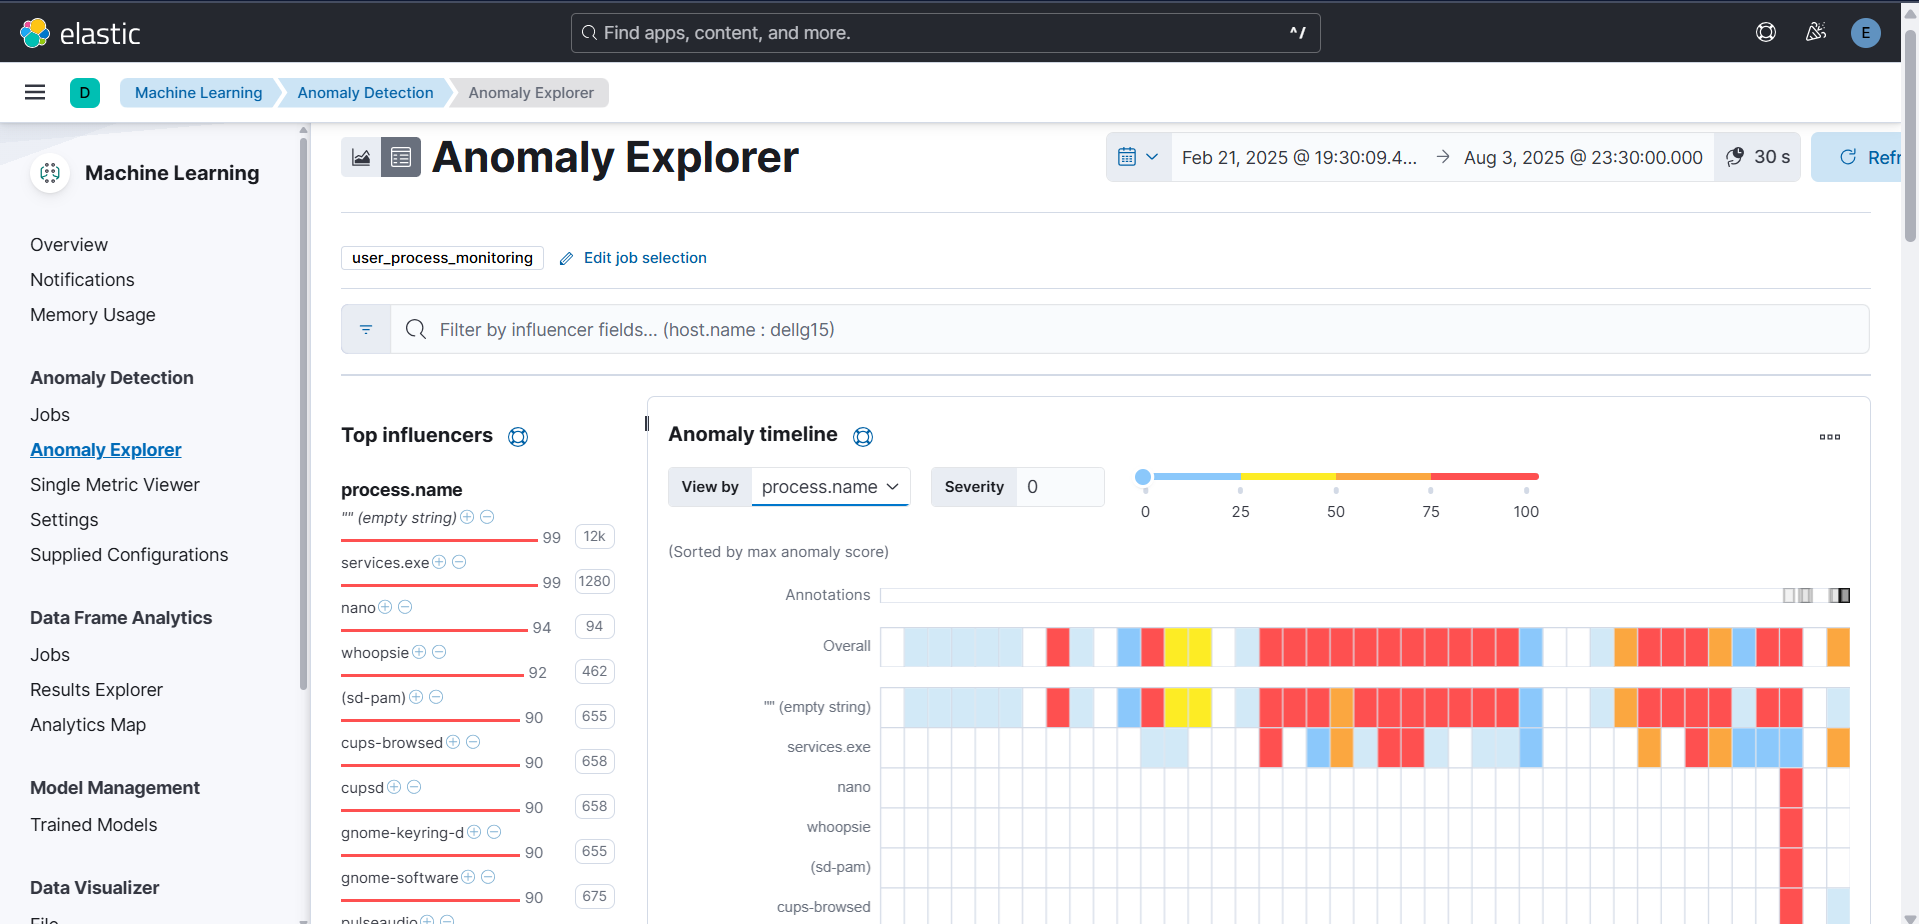 elastic
Find apps, content, and more.
^/
E
D
Machine Learning
Anomaly Detection
Anomaly Explorer
Machine Learning
Overview
Notifications
Memory Usage
Anomaly Detection
Jobs
Anomaly Explorer
Single Metric Viewer
Settings
Supplied Configurations
Data Frame Analytics
Jobs
Results Explorer
Analytics Map
Model Management
Trained Models
Data Visualizer
File
Anomaly Explorer
Feb 21, 2025 @ 19:30:09.4...
Aug 3, 2025 @ 23:30:00.000
30 s
Refr
user_process_monitoring
Edit job selection
Filter by influencer fields... (host.name : dellg15)
Top influencers
process.name
"" (empty string)
99 12k
services.exe
99 1280
nano
94 94
whoopsie
92 462
(sd-pam)
90 655
cups-browsed
90 658
cupsd
90 658
gnome-keyring-d
90 655
gnome-software
90 675
pulseaudio
Anomaly timeline
View by process.name
Severity 0
0 25 50 75 100
(Sorted by max anomaly score)
Annotations
Overall
"" (empty string)
services.exe
nano
whoopsie
(sd-pam)
cups-browsed